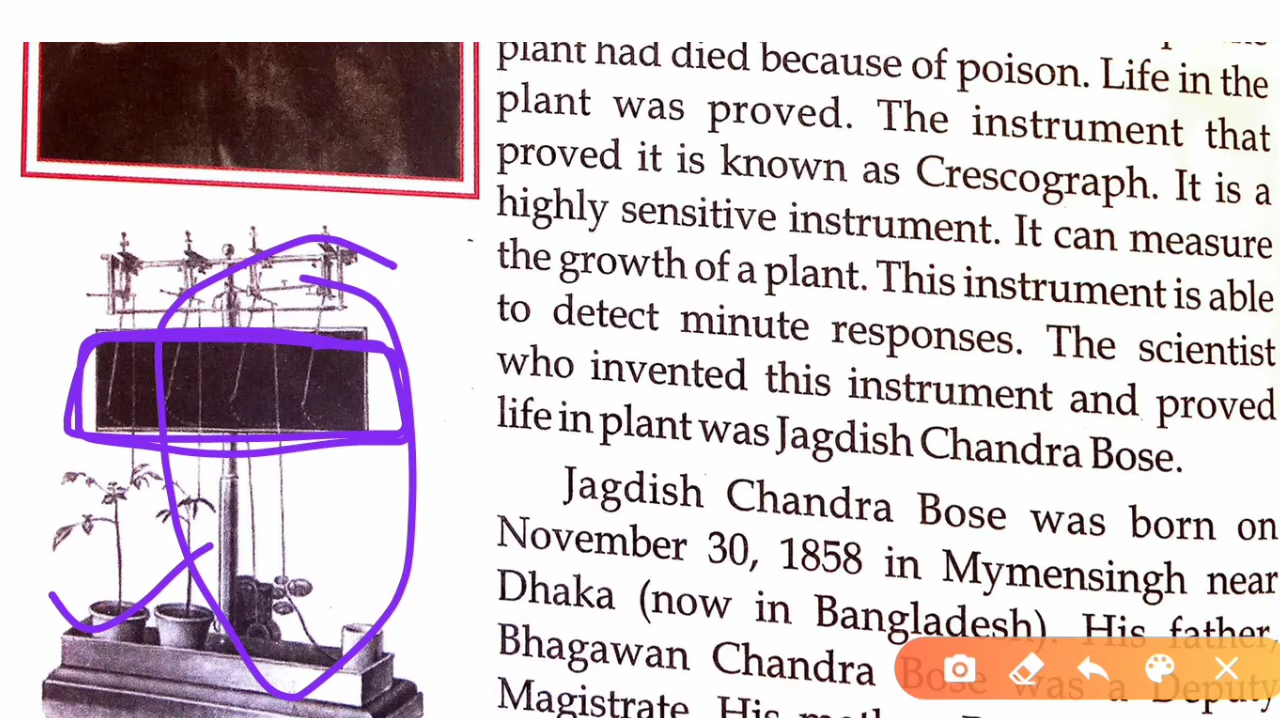 plant had died because of poison. Life in the
plant was proved. The instrument that
proved it is known as Crescograph. It is a
highly sensitive instrument. It can measure
the growth of a plant. This instrument is able
to detect minute responses. The scientist
who invented this instrument and proved
life in plant was Jagdish Chandra Bose.
Jagdish Chandra Bose was born on
November 30, 1858 in Mymensingh near
Dhaka (now in Bangladesh). His father,
Bhagawan Chandra Bose was a Deputy
Magistrate. His